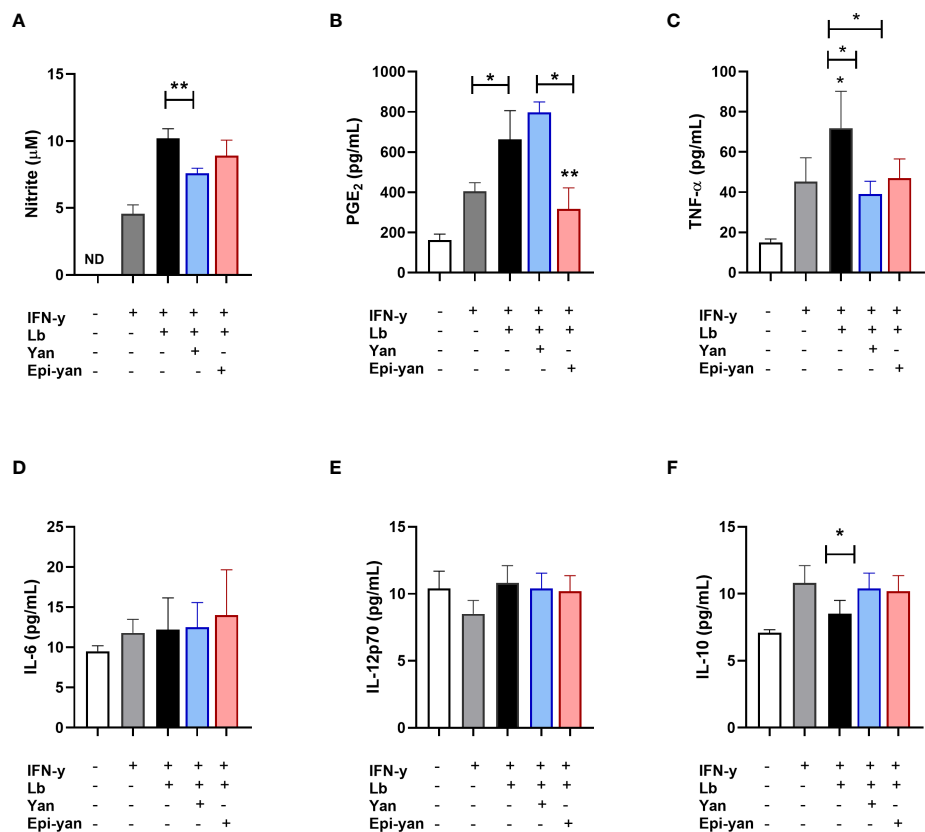 A
B
C
Nitrite (μM)
15
10
5
0
ND
**
PGE2 (pg/mL)
1000
800
600
400
200
0
*
*
**
TNF-α (pg/mL)
100
80
60
40
20
0
*
*
*
IFN-y - + + + +
Lb - - + + +
Yan - - - + -
Epi-yan - - - - +
IFN-y - + + + +
Lb - - + + +
Yan - - - + -
Epi-yan - - - - +
IFN-y - + + + +
Lb - - + + +
Yan - - - + -
Epi-yan - - - - +
D
E
F
IL-6 (pg/mL)
25
20
15
10
5
0
IL-12p70 (pg/mL)
15
10
5
0
IL-10 (pg/mL)
15
10
5
0
*
IFN-y - + + + +
Lb - - + + +
Yan - - - + -
Epi-yan - - - - +
IFN-y - + + + +
Lb - - + + +
Yan - - - + -
Epi-yan - - - - +
IFN-y - + + + +
Lb - - + + +
Yan - - - + -
Epi-yan - - - - +